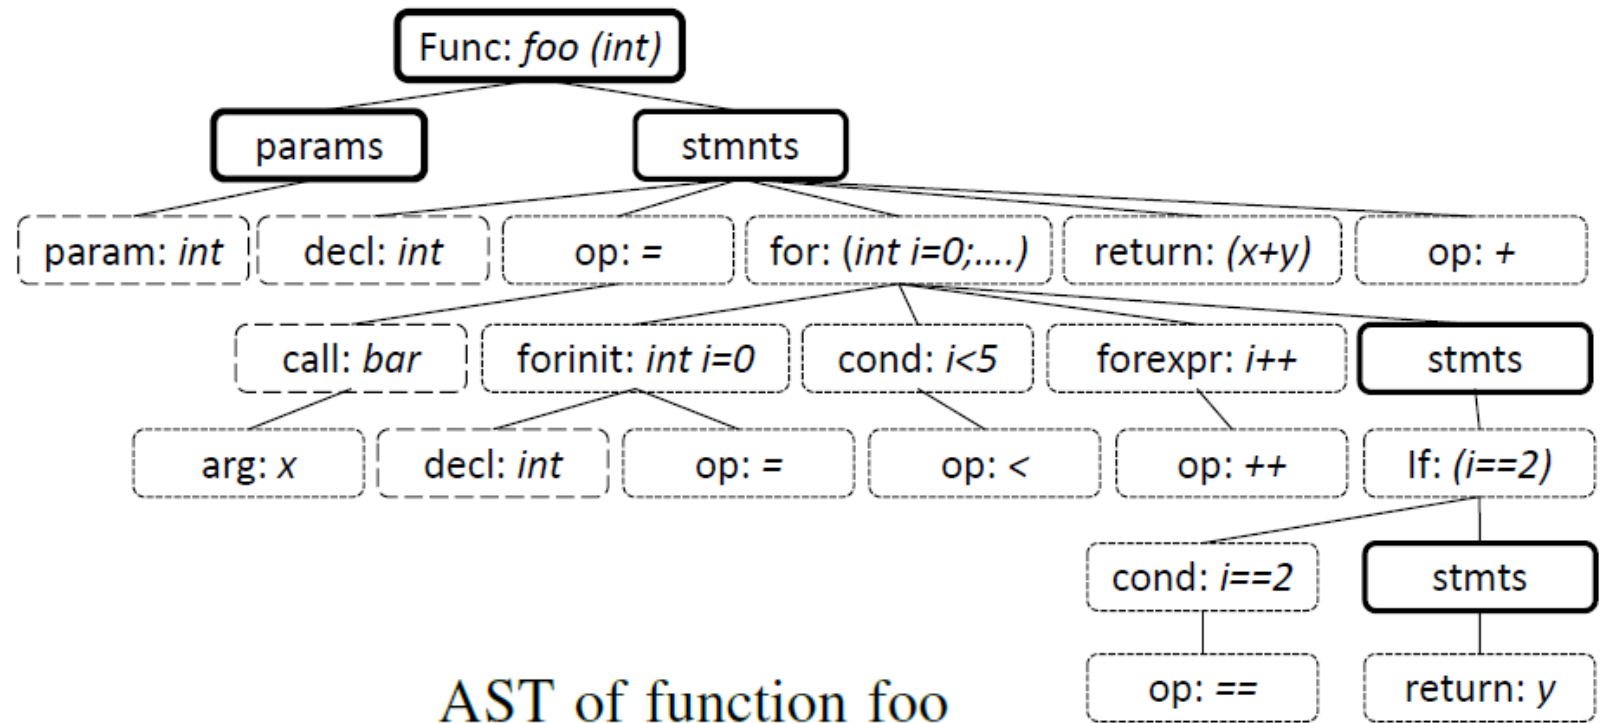 Func: foo (int)
params
stmnts
param: int
decl: int
op: =
for: (int i=0;....)
return: (x+y)
op: +
call: bar
forinit: int i=0
cond: i<5
forexpr: i++
stmts
arg: x
decl: int
op: =
op: <
op: ++
If: (i==2)
cond: i==2
stmts
op: ==
return: y
AST of function foo